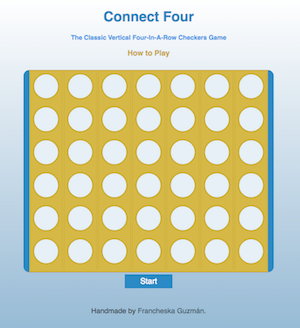 Connect Four
The Classic Vertical Four-In-A-Row Checkers Game
How to Play
Start
Handmade by Francheska Guzmán.